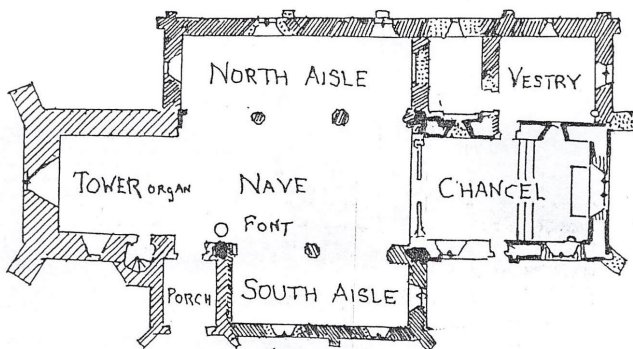 NORTH AISLE
VESTRY
TOWER ORGAN
NAVE
CHANCEL
FONT
PORCH
SOUTH AISLE